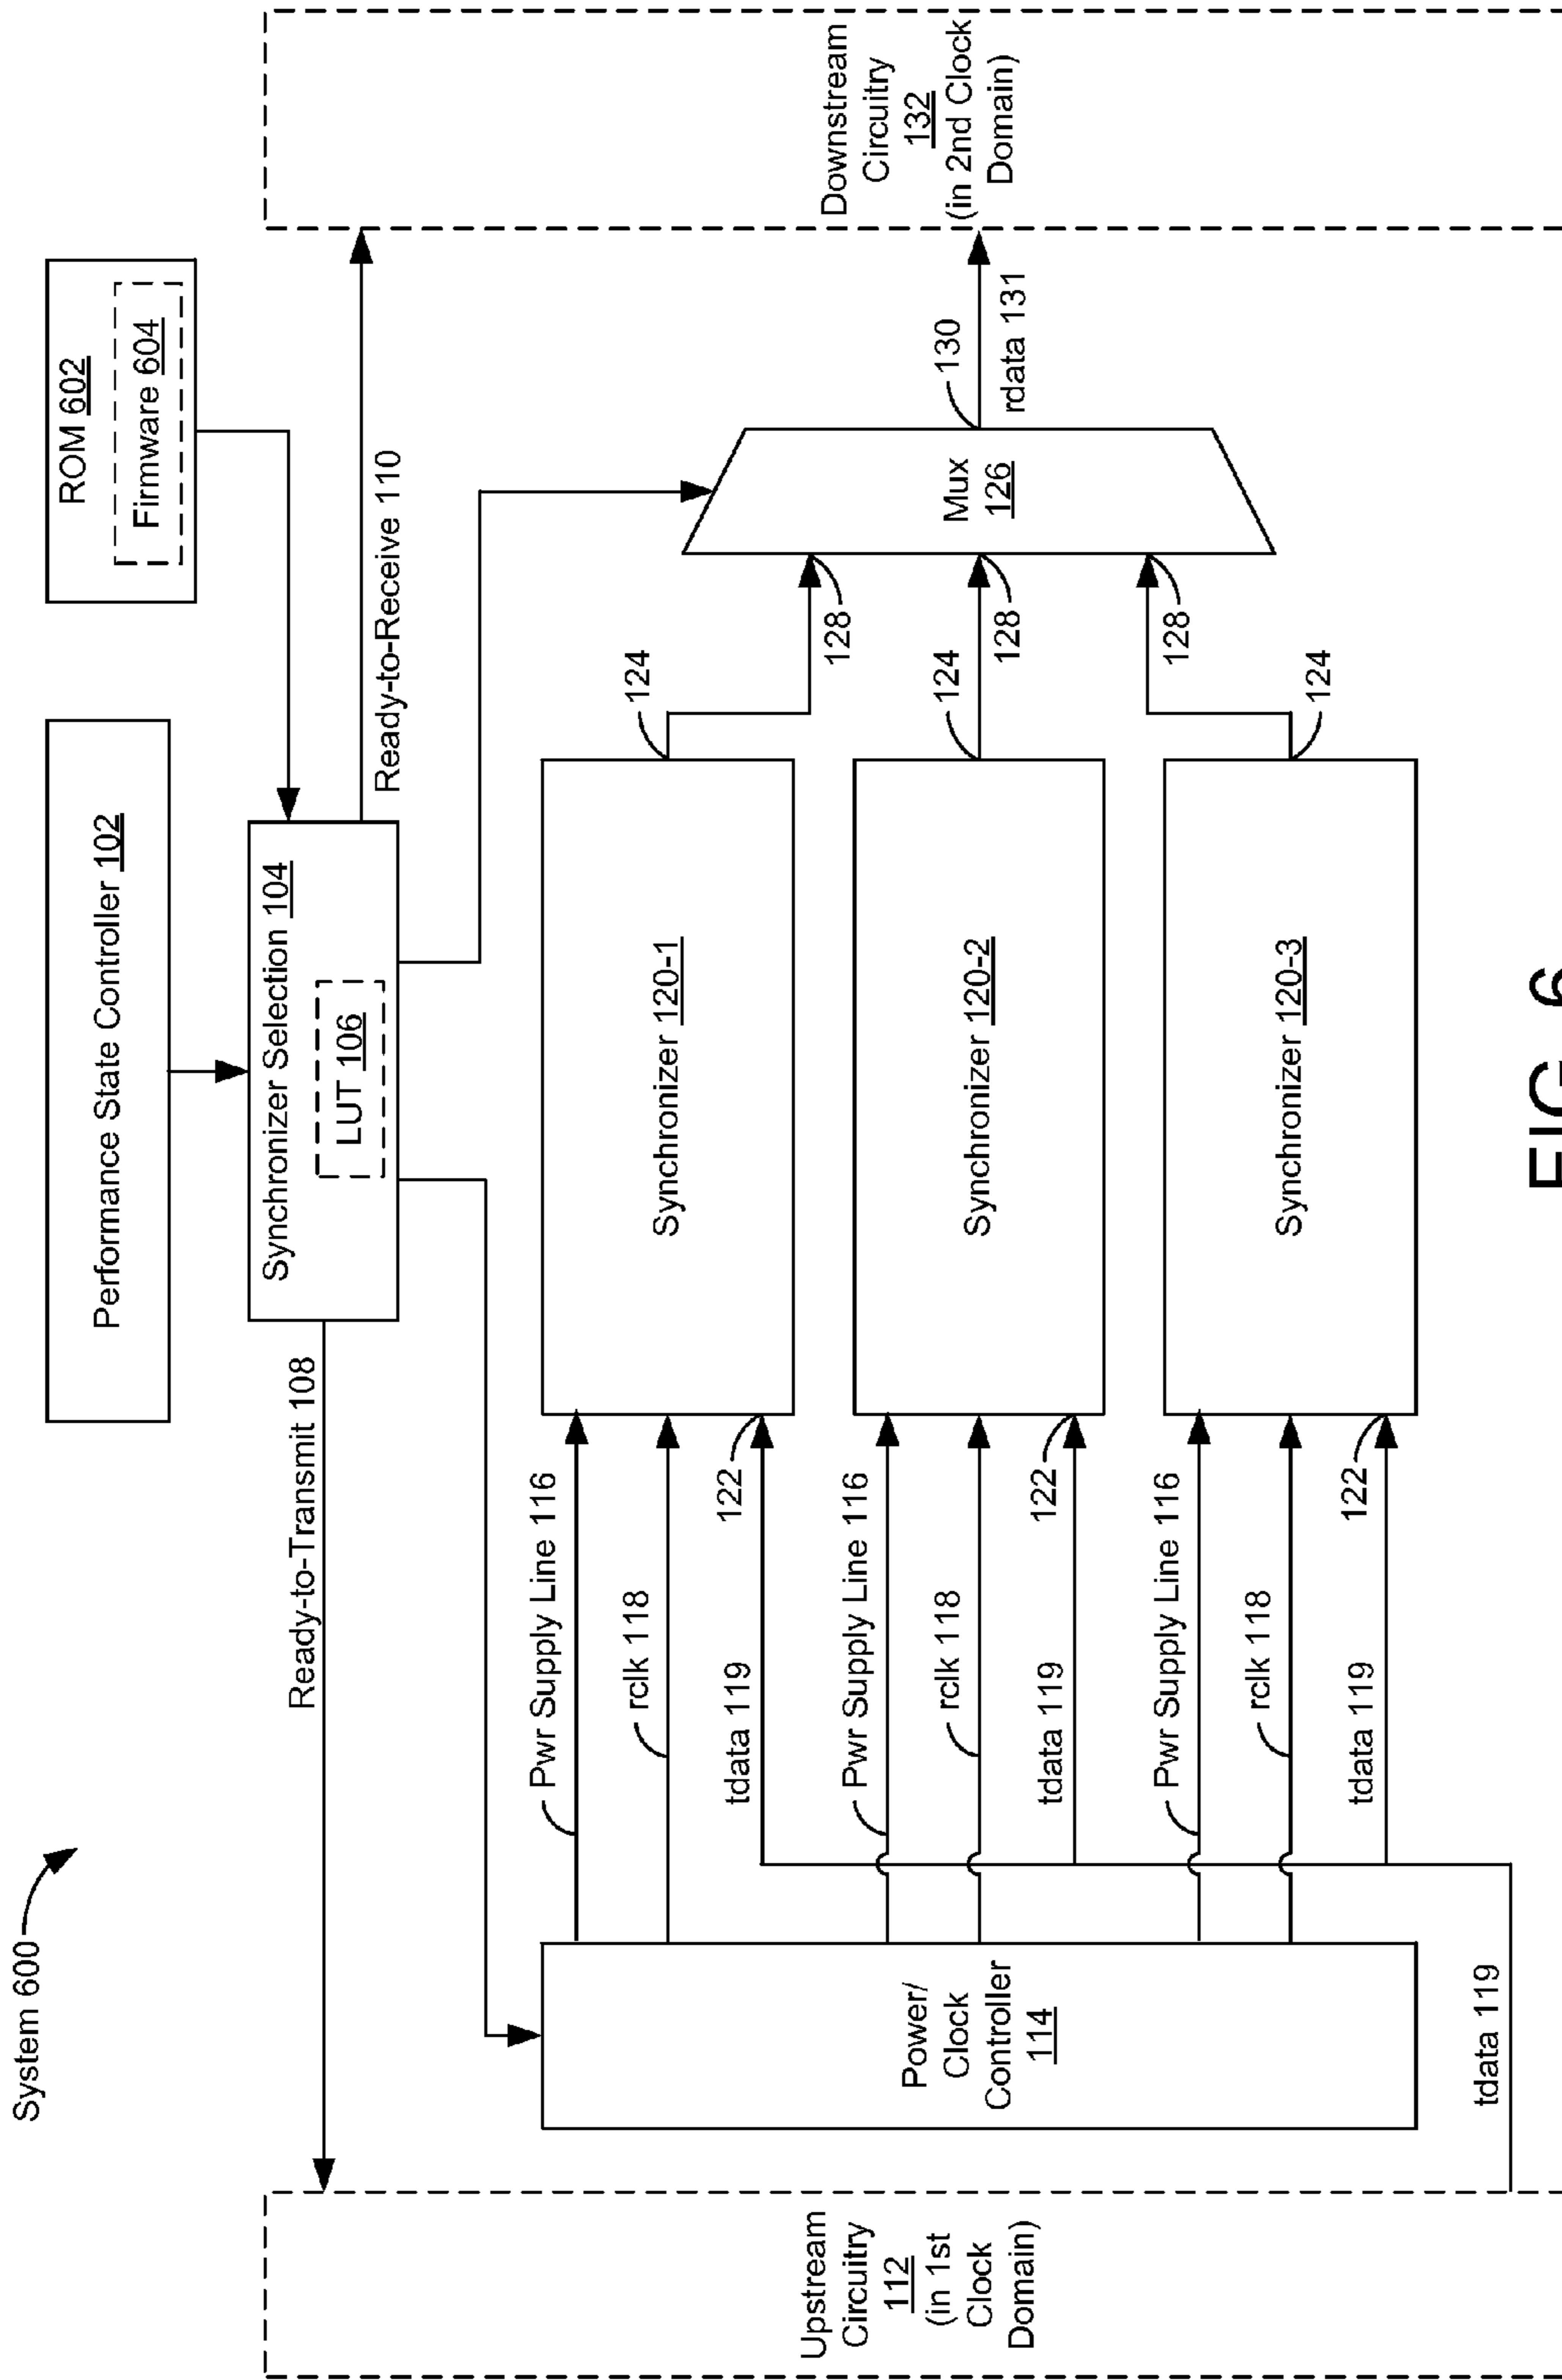 System 600
Performance State Controller 102
ROM 602
Firmware 604
Synchronizer Selection 104
LUT 106
Ready-to-Transmit 108
Ready-to-Receive 110
Upstream
Circuitry
112
(in 1st
Clock
Domain)
Power/
Clock
Controller
114
Pwr Supply Line 116
rclk 118
tdata 119
122
Synchronizer 120-1
124
128
Pwr Supply Line 116
rclk 118
tdata 119
122
Synchronizer 120-2
124
128
Pwr Supply Line 116
rclk 118
tdata 119
122
Synchronizer 120-3
124
128
tdata 119
Mux
126
130
rdata 131
Downstream
Circuitry
132
(in 2nd Clock
Domain)
FIG. 6